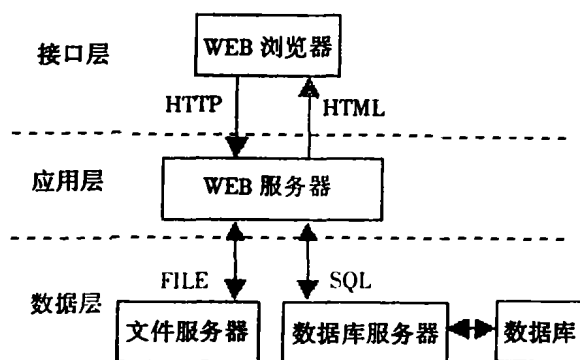 接口层
WEB 浏览器
HTTP
HTML
应用层
WEB 服务器
FILE
SQL
数据层
文件服务器
数据库服务器
数据库